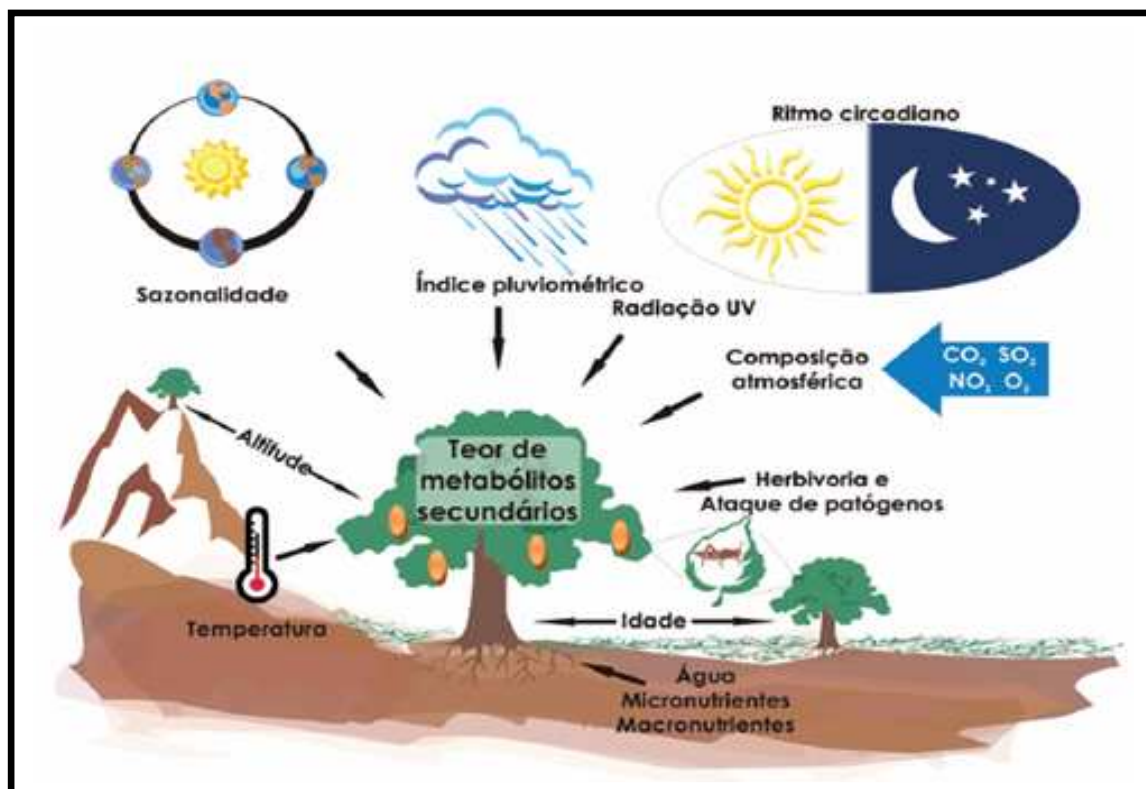 Ritmo circadiano
Sazonalidade
Índice pluviométrico
Radiação UV
Composição
atmosférica
CO₂ SO₂
NO₂ O₃
Altitude
Teor de
metabólitos
secundários
Herbivoria e
Ataque de patógenos
Temperatura
Idade
Água
Micronutrientes
Macronutrientes